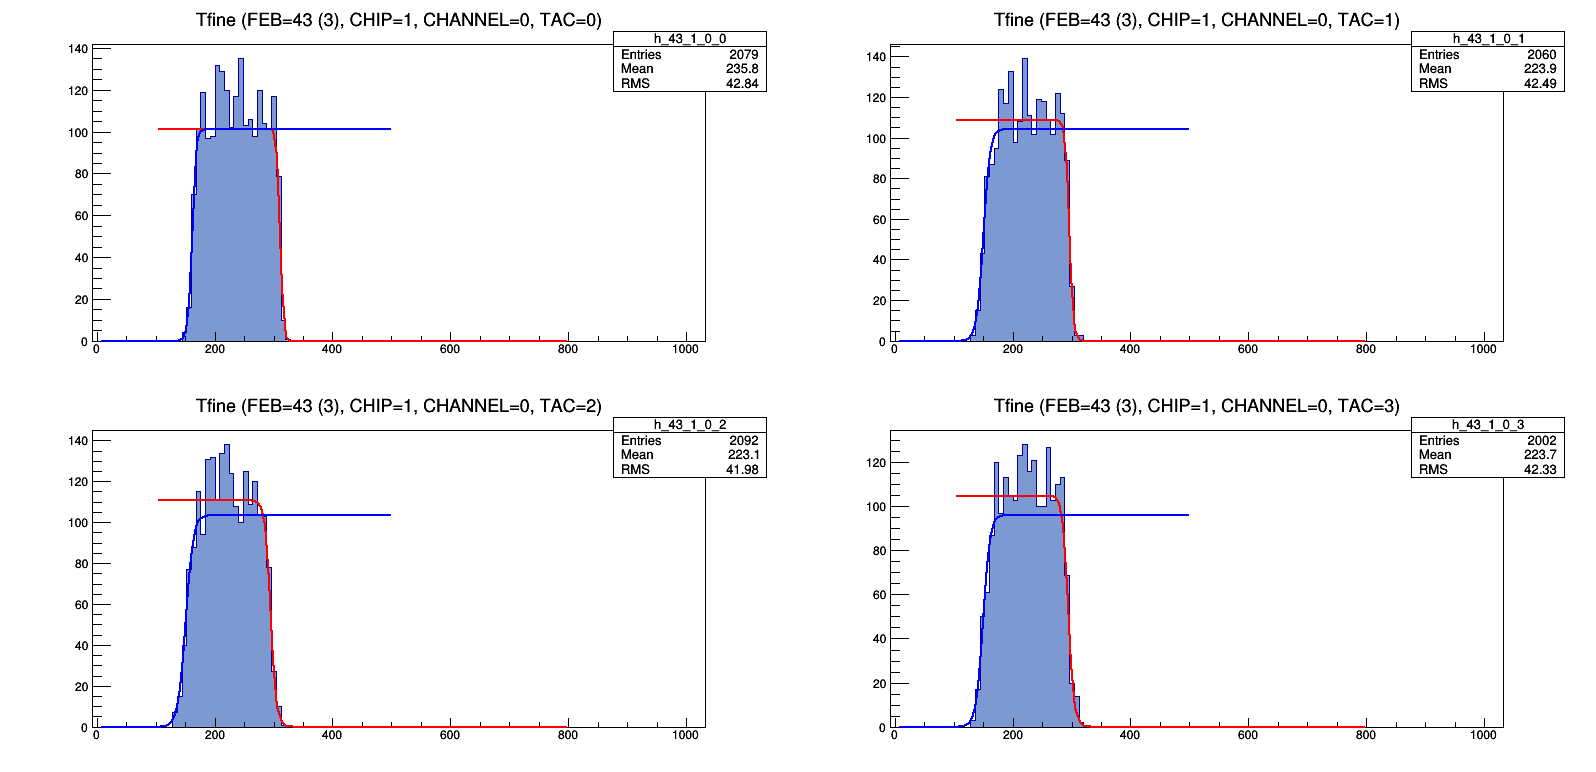 Tfine (FEB=43 (3), CHIP=1, CHANNEL=0, TAC=0)
h_43_1_0_0
Entries 2079
Mean 235.8
RMS 42.84
140
120
100
80
60
40
20
0
0 200 400 600 800 1000
Tfine (FEB=43 (3), CHIP=1, CHANNEL=0, TAC=1)
h_43_1_0_1
Entries 2060
Mean 223.9
RMS 42.49
140
120
100
80
60
40
20
0
0 200 400 600 800 1000
Tfine (FEB=43 (3), CHIP=1, CHANNEL=0, TAC=2)
h_43_1_0_2
Entries 2092
Mean 223.1
RMS 41.98
140
120
100
80
60
40
20
0
0 200 400 600 800 1000
Tfine (FEB=43 (3), CHIP=1, CHANNEL=0, TAC=3)
h_43_1_0_3
Entries 2002
Mean 223.7
RMS 42.33
120
100
80
60
40
20
0
0 200 400 600 800 1000